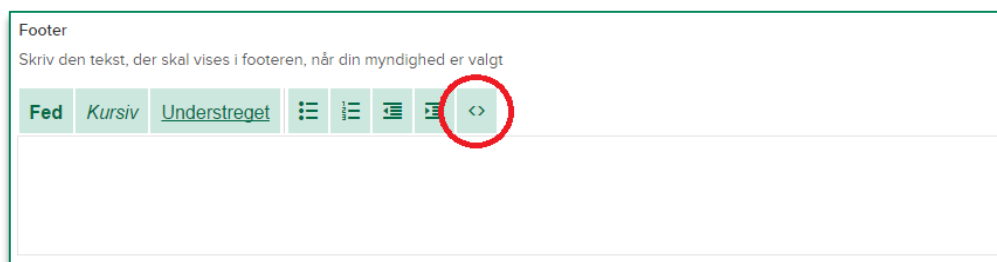 Footer
Skriv den tekst, der skal vises i footeren, når din myndighed er valgt
Fed Kursiv Understreget <>